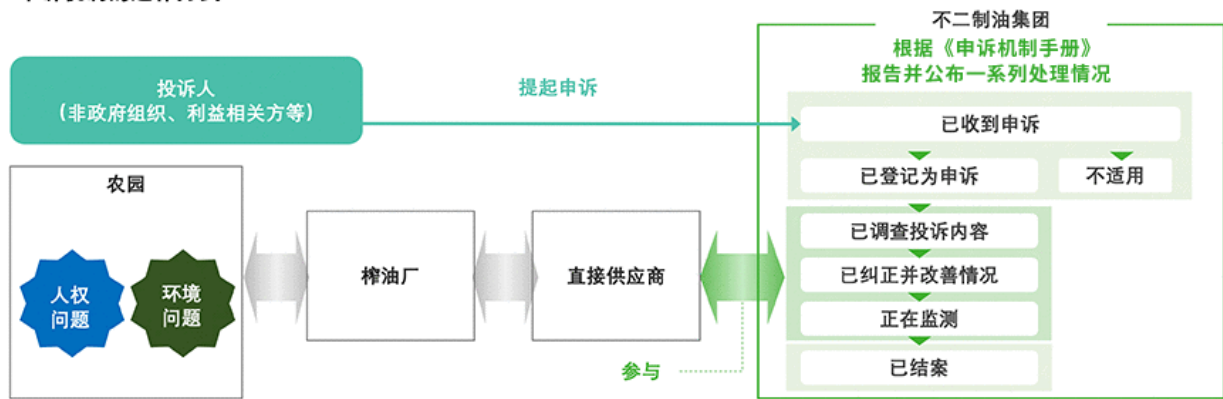 不二制油集团
根据《申诉机制手册》
报告并公布一系列处理情况
投诉人
（非政府组织、利益相关方等）
提起申诉
已收到申诉
已登记为申诉
不适用
农园
人权
问题
环境
问题
榨油厂
直接供应商
已调查投诉内容
已纠正并改善情况
正在监测
已结案
参与